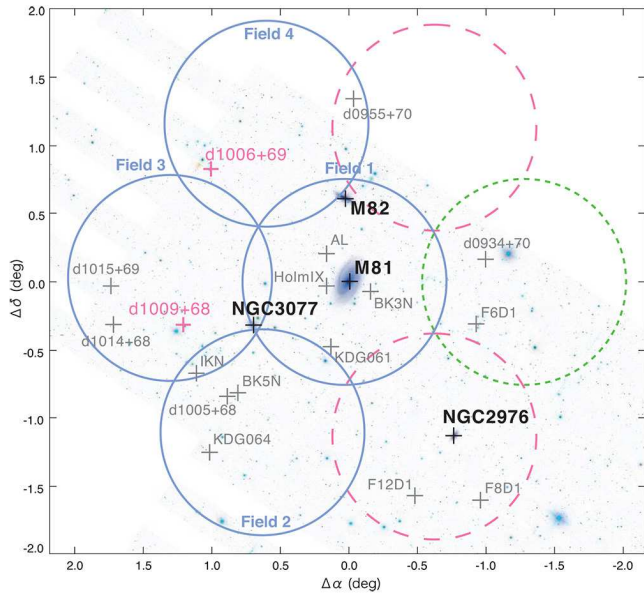 2.0
Field 4
1.5
d0955+70
1.0
d1006+69
Field 3
Field 1
0.5
M82
AL
d0934+70
d1015+69
HolmIX
M81
0.0
BK3N
d1009+68
NGC3077
F6D1
d1014+68
KDG061
-0.5
IKN
BK5N
d1005+68
NGC2976
-1.0
KDG064
F12D1
F8D1
-1.5
Field 2
-2.0
2.0 1.5 1.0 0.5 0.0 -0.5 -1.0 -1.5
Δα (deg)
Δδ (deg)